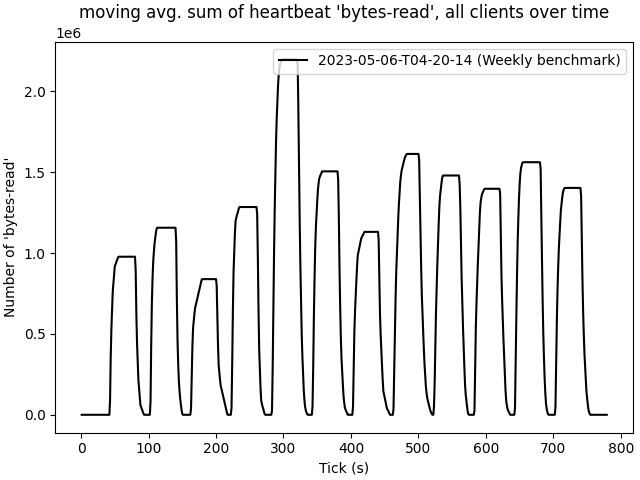 moving avg. sum of heartbeat 'bytes-read', all clients over time
1e6
2023-05-06-T04-20-14 (Weekly benchmark)
2.0
1.5
1.0
0.5
0.0
Number of 'bytes-read'
0 100 200 300 400 500 600 700 800
Tick (s)